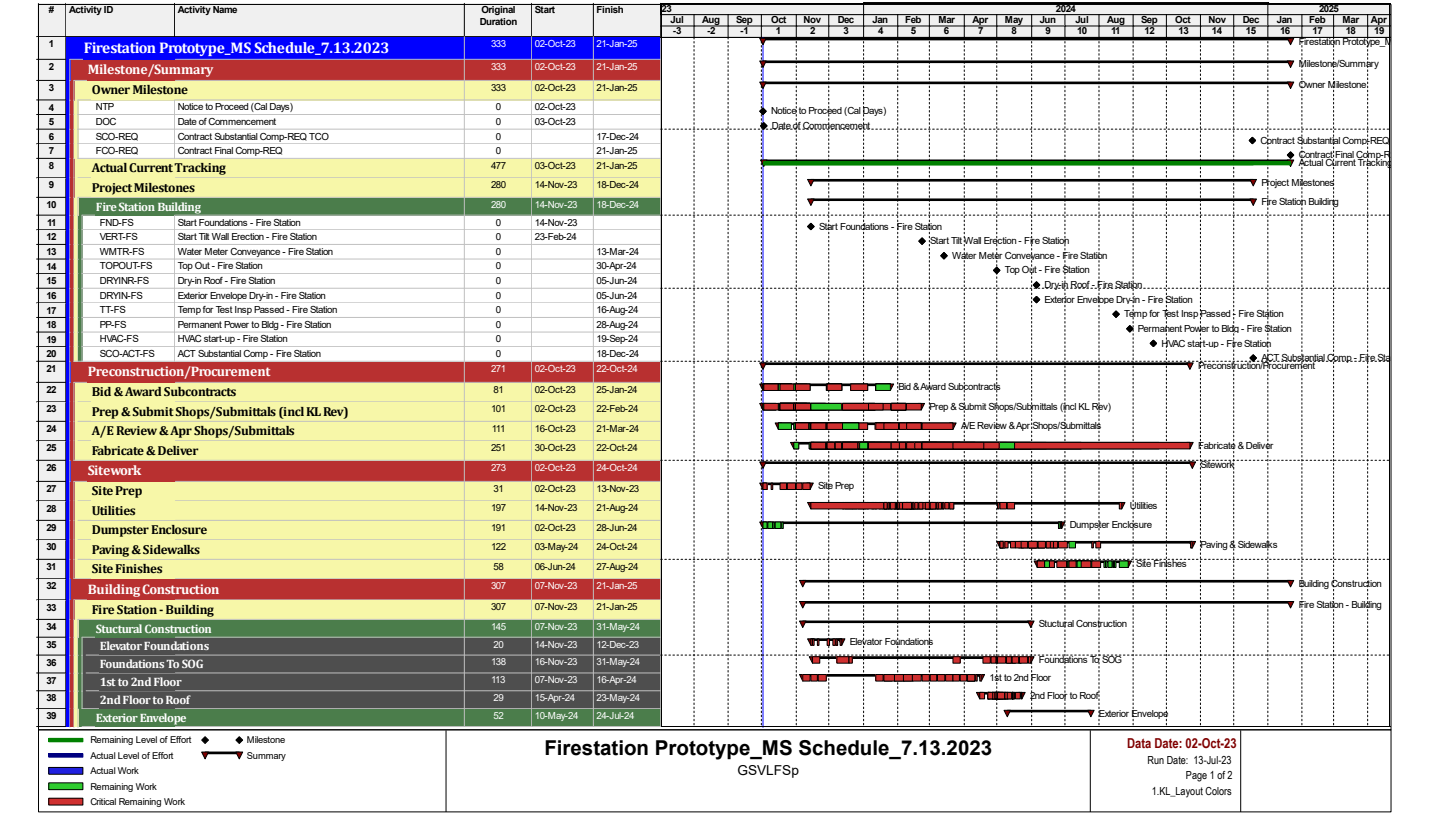 # Activity ID Activity Name Original Duration Start Finish
23 2024 2025
Jul Aug Sep Oct Nov Dec Jan Feb Mar Apr May Jun Jul Aug Sep Oct Nov Dec Jan Feb Mar Apr
-3 -2 -1 1 2 3 4 5 6 7 8 9 10 11 12 13 14 15 16 17 18 19
1 Firestation Prototype_MS Schedule_7.13.2023 333 02-Oct-23 21-Jan-25 Firestation Prototype_M
2 Milestone/Summary 333 02-Oct-23 21-Jan-25 Milestone/Summary
3 Owner Milestone 333 02-Oct-23 21-Jan-25 Owner Milestone
4 NTP Notice to Proceed (Cal Days) 0 02-Oct-23 Notice to Proceed (Cal Days)
5 DOC Date of Commencement 0 03-Oct-23 Date of Commencement
6 SCO-REQ Contract Substantial Comp-REQ TCO 0 17-Dec-24 Contract Substantial Comp-REQ
7 FCO-REQ Contract Final Comp-REQ 0 21-Jan-25 Contract Final Comp-R
8 Actual Current Tracking 477 03-Oct-23 21-Jan-25 Actual Current Tracking
9 Project Milestones 280 14-Nov-23 18-Dec-24 Project Milestones
10 Fire Station Building 280 14-Nov-23 18-Dec-24 Fire Station Building
11 FND-FS Start Foundations - Fire Station 0 14-Nov-23 Start Foundations - Fire Station
12 VERT-FS Start Tilt Wall Erection - Fire Station 0 23-Feb-24 Start Tilt Wall Erection - Fire Station
13 WMTR-FS Water Meter Conveyance - Fire Station 0 13-Mar-24 Water Meter Conveyance - Fire Station
14 TOPOUT-FS Top Out - Fire Station 0 30-Apr-24 Top Out - Fire Station
15 DRYINR-FS Dry-in Roof - Fire Station 0 05-Jun-24 Dry-in Roof - Fire Station
16 DRYIN-FS Exterior Envelope Dry-in - Fire Station 0 05-Jun-24 Exterior Envelope Dry-in - Fire Station
17 TT-FS Temp for Test Insp Passed - Fire Station 0 16-Aug-24 Temp for Test Insp Passed - Fire Station
18 PP-FS Permanent Power to Bldg - Fire Station 0 28-Aug-24 Permanent Power to Bldg - Fire Station
19 HVAC-FS HVAC start-up - Fire Station 0 19-Sep-24 HVAC start-up - Fire Station
20 SCO-ACT-FS ACT Substantial Comp - Fire Station 0 18-Dec-24 ACT Substantial Comp - Fire Sta
21 Preconstruction/Procurement 271 02-Oct-23 22-Oct-24 Preconstruction/Procurement
22 Bid & Award Subcontracts 81 02-Oct-23 25-Jan-24 Bid & Award Subcontracts
23 Prep & Submit Shops/Submittals (incl KL Rev) 101 02-Oct-23 22-Feb-24 Prep & Submit Shops/Submittals (incl KL Rev)
24 A/E Review & Apr Shops/Submittals 111 16-Oct-23 21-Mar-24 A/E Review & Apr Shops/Submittals
25 Fabricate & Deliver 251 30-Oct-23 22-Oct-24 Fabricate & Deliver
26 Sitework 273 02-Oct-23 24-Oct-24 Sitework
27 Site Prep 31 02-Oct-23 13-Nov-23 Site Prep
28 Utilities 197 14-Nov-23 21-Aug-24 Utilities
29 Dumpster Enclosure 191 02-Oct-23 28-Jun-24 Dumpster Enclosure
30 Paving & Sidewalks 122 03-May-24 24-Oct-24 Paving & Sidewalks
31 Site Finishes 58 06-Jun-24 27-Aug-24 Site Finishes
32 Building Construction 307 07-Nov-23 21-Jan-25 Building Construction
33 Fire Station - Building 307 07-Nov-23 21-Jan-25 Fire Station - Building
34 Stuctural Construction 145 07-Nov-23 31-May-24 Stuctural Construction
35 Elevator Foundations 20 14-Nov-23 12-Dec-23 Elevator Foundations
36 Foundations To SOG 138 16-Nov-23 31-May-24 Foundations To SOG
37 1st to 2nd Floor 113 07-Nov-23 16-Apr-24 1st to 2nd Floor
38 2nd Floor to Roof 29 15-Apr-24 23-May-24 2nd Floor to Roof
39 Exterior Envelope 52 10-May-24 24-Jul-24 Exterior Envelope
Remaining Level of Effort Milestone
Actual Level of Effort Summary
Actual Work
Remaining Work
Critical Remaining Work
Firestation Prototype_MS Schedule_7.13.2023
GSVLFSp
Data Date: 02-Oct-23
Run Date: 13-Jul-23
Page 1 of 2
1.KL_Layout Colors